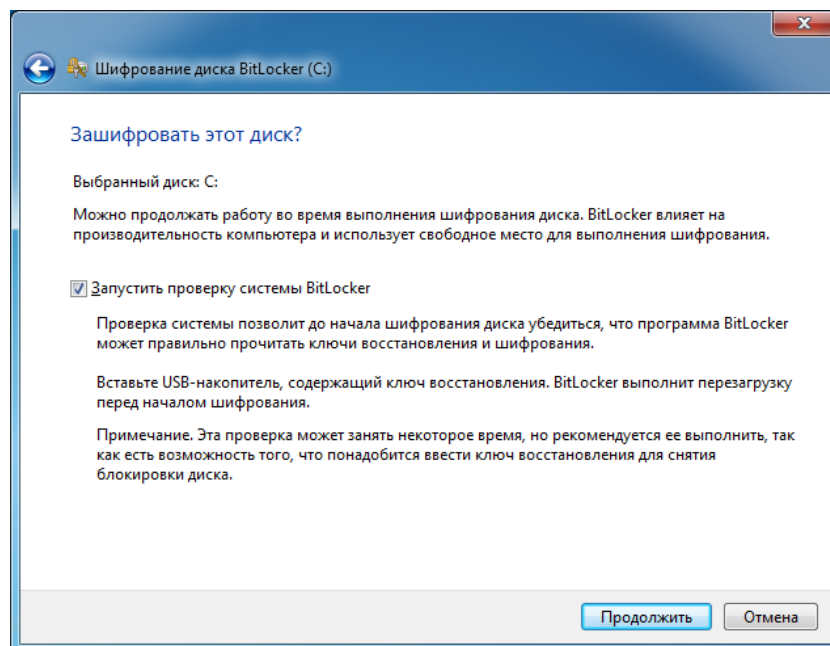 Шифрование диска BitLocker (C:)
Зашифровать этот диск?
Выбранный диск: C:
Можно продолжать работу во время выполнения шифрования диска. BitLocker влияет на
производительность компьютера и использует свободное место для выполнения шифрования.
Запустить проверку системы BitLocker
Проверка системы позволит до начала шифрования диска убедиться, что программа BitLocker
может правильно прочитать ключи восстановления и шифрования.
Вставьте USB-накопитель, содержащий ключ восстановления. BitLocker выполнит перезагрузку
перед началом шифрования.
Примечание. Эта проверка может занять некоторое время, но рекомендуется ее выполнить, так
как есть возможность того, что понадобится ввести ключ восстановления для снятия
блокировки диска.
Продолжить
Отмена